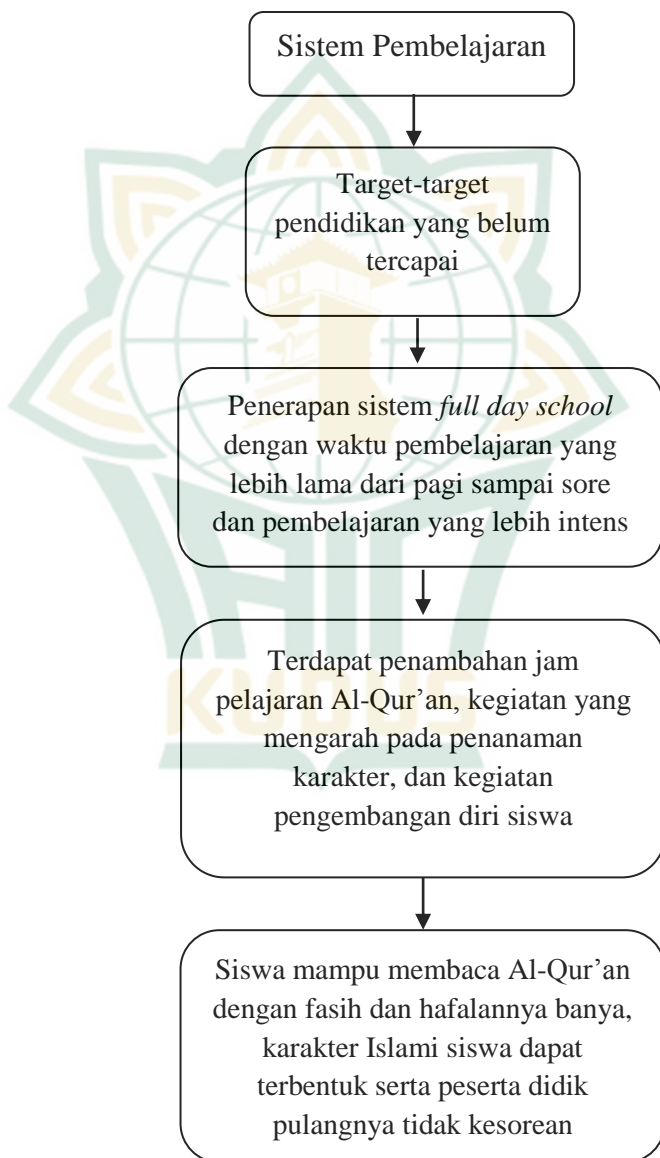 Sistem Pembelajaran
Target-target
pendidikan yang belum
tercapai
Penerapan sistem full day school
dengan waktu pembelajaran yang
lebih lama dari pagi sampai sore
dan pembelajaran yang lebih intens
Terdapat penambahan jam
pelajaran Al-Qur’an, kegiatan yang
mengarah pada penanaman
karakter, dan kegiatan
pengembangan diri siswa
KUDUS
Siswa mampu membaca Al-Qur’an
dengan fasih dan hafalannya banya,
karakter Islami siswa dapat
terbentuk serta peserta didik
pulangnya tidak kesorean